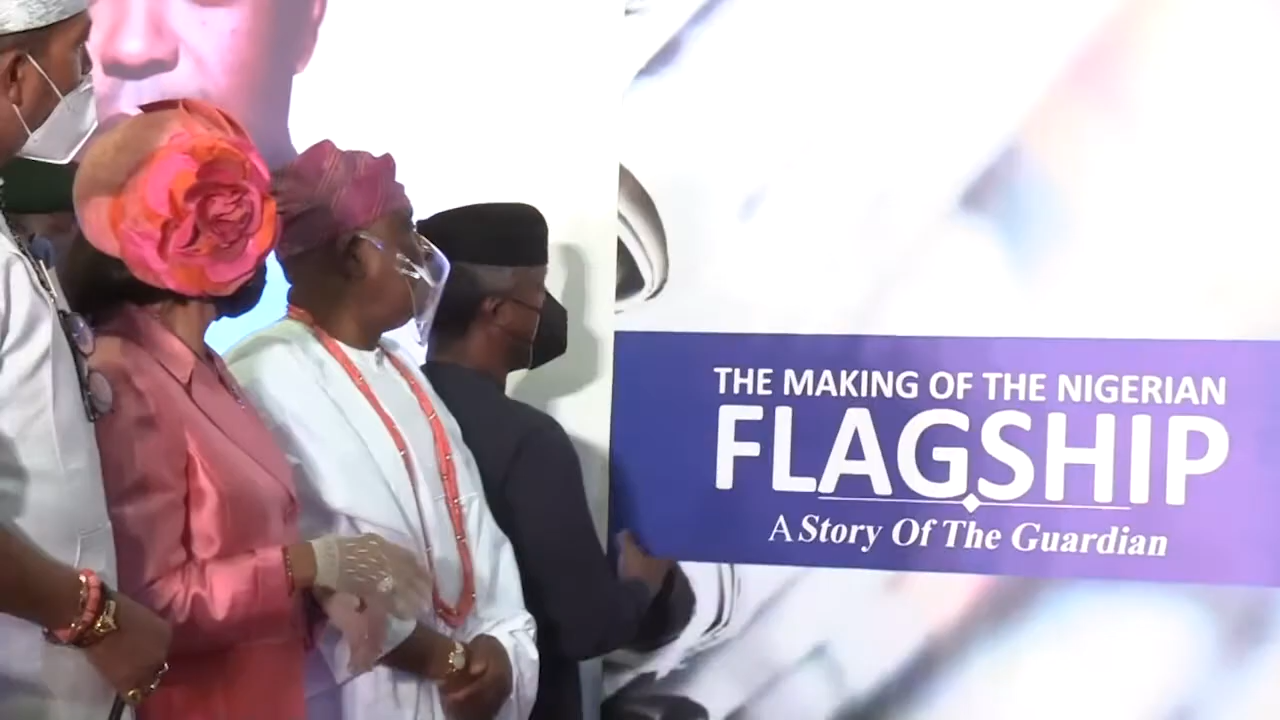 THE MAKING OF THE NIGERIAN
FLAGSHIP
A Story Of The Guardian